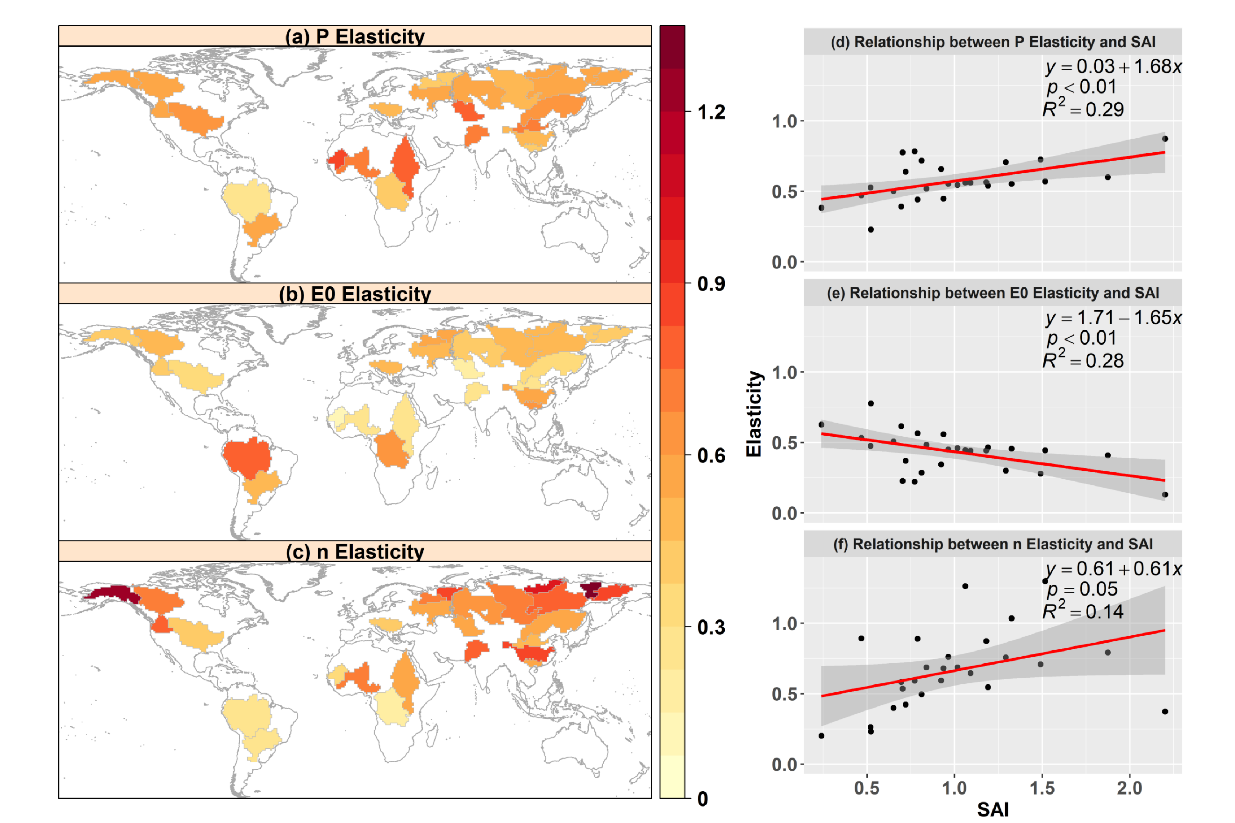 (a) P Elasticity
(b) E0 Elasticity
(c) n Elasticity
1.2
0.9
0.6
0.3
0
(d) Relationship between P Elasticity and SAI
y = 0.03 + 1.68x
p < 0.01
R² = 0.29
1.0
0.5
0.0
(e) Relationship between E0 Elasticity and SAI
y = 1.71 − 1.65x
p < 0.01
R² = 0.28
1.0
0.5
0.0
Elasticity
(f) Relationship between n Elasticity and SAI
y = 0.61 + 0.61x
p = 0.05
R² = 0.14
1.0
0.5
0.0
0.5 1.0 1.5 2.0
SAI